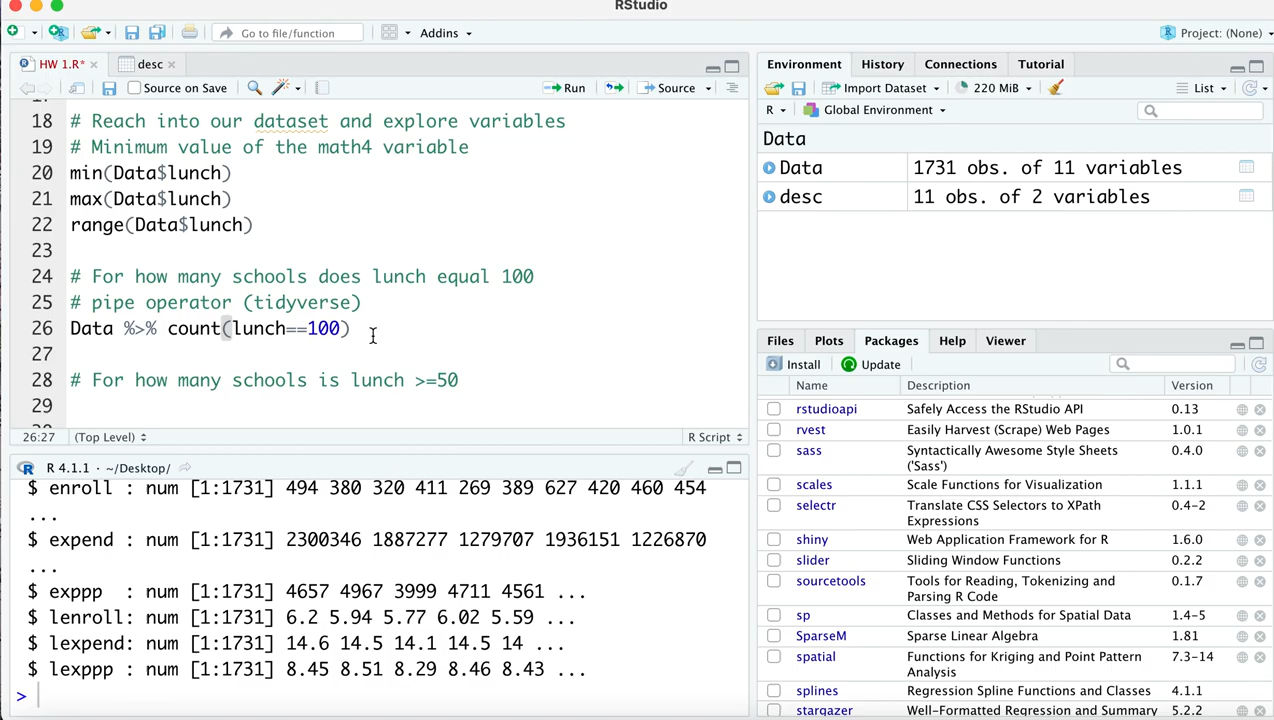 RStudio
Go to file/function
Addins
Project: (None)
HW 1.R*
desc
Source on Save
Run
Source
18 # Reach into our dataset and explore variables
19 # Minimum value of the math4 variable
20 min(Data$lunch)
21 max(Data$lunch)
22 range(Data$lunch)
23
24 # For how many schools does lunch equal 100
25 # pipe operator (tidyverse)
26 Data %>% count(lunch==100)
27
28 # For how many schools is lunch >=50
29
26:27
(Top Level)
R Script
R 4.1.1 · ~/Desktop/
$ enroll : num [1:1731] 494 380 320 411 269 389 627 420 460 454
...
$ expend : num [1:1731] 2300346 1887277 1279707 1936151 1226870
...
$ exppp : num [1:1731] 4657 4967 3999 4711 4561 ...
$ lenroll: num [1:1731] 6.2 5.94 5.77 6.02 5.59 ...
$ lexpend: num [1:1731] 14.6 14.5 14.1 14.5 14 ...
$ lexppp : num [1:1731] 8.45 8.51 8.29 8.46 8.43 ...
>
Environment History Connections Tutorial
Import Dataset 220 MiB List
R Global Environment
Data
Data 1731 obs. of 11 variables
desc 11 obs. of 2 variables
Files Plots Packages Help Viewer
Install Update
Name Description Version
rstudioapi Safely Access the RStudio API 0.13
rvest Easily Harvest (Scrape) Web Pages 1.0.1
sass Syntactically Awesome Style Sheets 0.4.0
('Sass')
scales Scale Functions for Visualization 1.1.1
selectr Translate CSS Selectors to XPath 0.4-2
Expressions
shiny Web Application Framework for R 1.6.0
slider Sliding Window Functions 0.2.2
sourcetools Tools for Reading, Tokenizing and 0.1.7
Parsing R Code
sp Classes and Methods for Spatial Data 1.4-5
SparseM Sparse Linear Algebra 1.81
spatial Functions for Kriging and Point Pattern 7.3-14
Analysis
splines Regression Spline Functions and Classes 4.1.1
stargazer Well-Formatted Regression and Summary 5.2.2